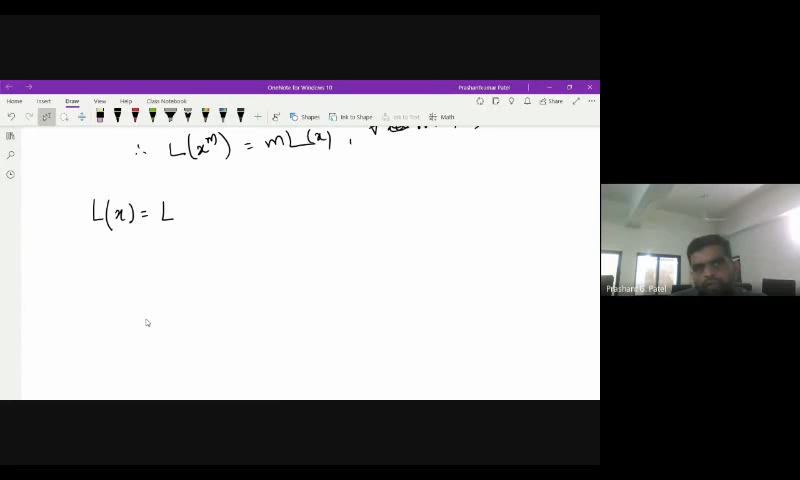 OneNote for Windows 10
Prashantkumar Patel
Home Insert Draw View Help Class Notebook
Share
Ink to Shape
Shapes
Ink to Text
Math
∴ L(x^m) = mL(x),
L(x) = L
Prashant G. Patel